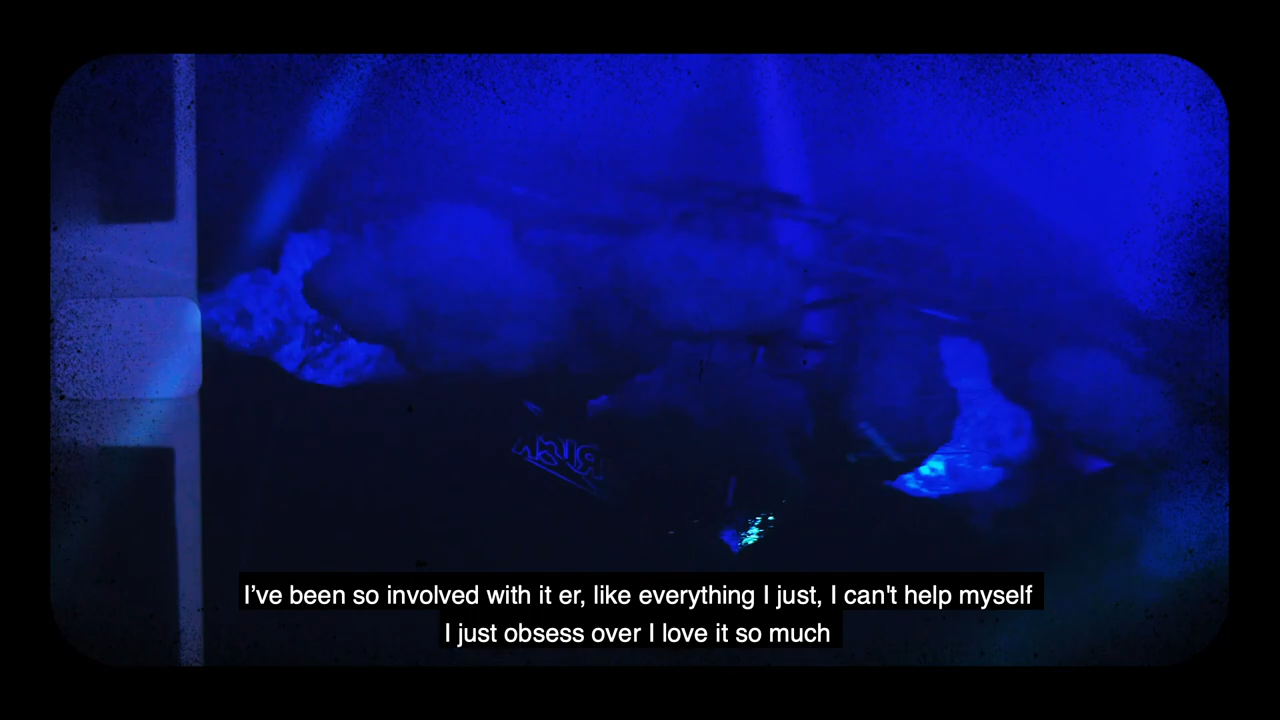 I’ve been so involved with it er, like everything I just, I can't help myself
I just obsess over I love it so much